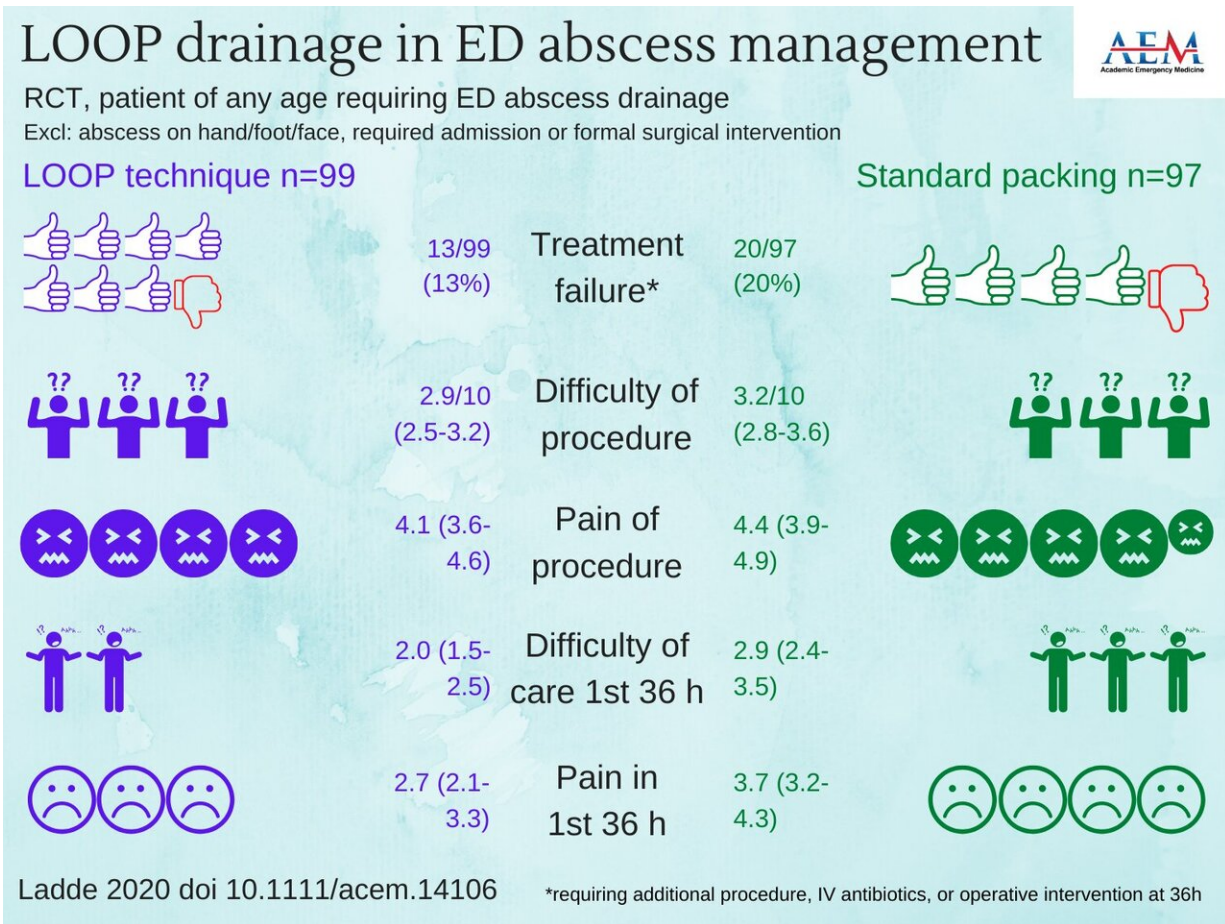 LOOP drainage in ED abscess management
AEM
Academic Emergency Medicine
RCT, patient of any age requiring ED abscess drainage
Excl: abscess on hand/foot/face, required admission or formal surgical intervention
LOOP technique n=99
Standard packing n=97
13/99
(13%)
Treatment
failure*
20/97
(20%)
?? ?? ??
2.9/10
(2.5-3.2)
Difficulty of
procedure
3.2/10
(2.8-3.6)
?? ?? ??
4.1 (3.6-
4.6)
Pain of
procedure
4.4 (3.9-
4.9)
!? !?
2.0 (1.5-
2.5)
Difficulty of
care 1st 36 h
2.9 (2.4-
3.5)
!? !? !?
2.7 (2.1-
3.3)
Pain in
1st 36 h
3.7 (3.2-
4.3)
Ladde 2020 doi 10.1111/acem.14106
*requiring additional procedure, IV antibiotics, or operative intervention at 36h